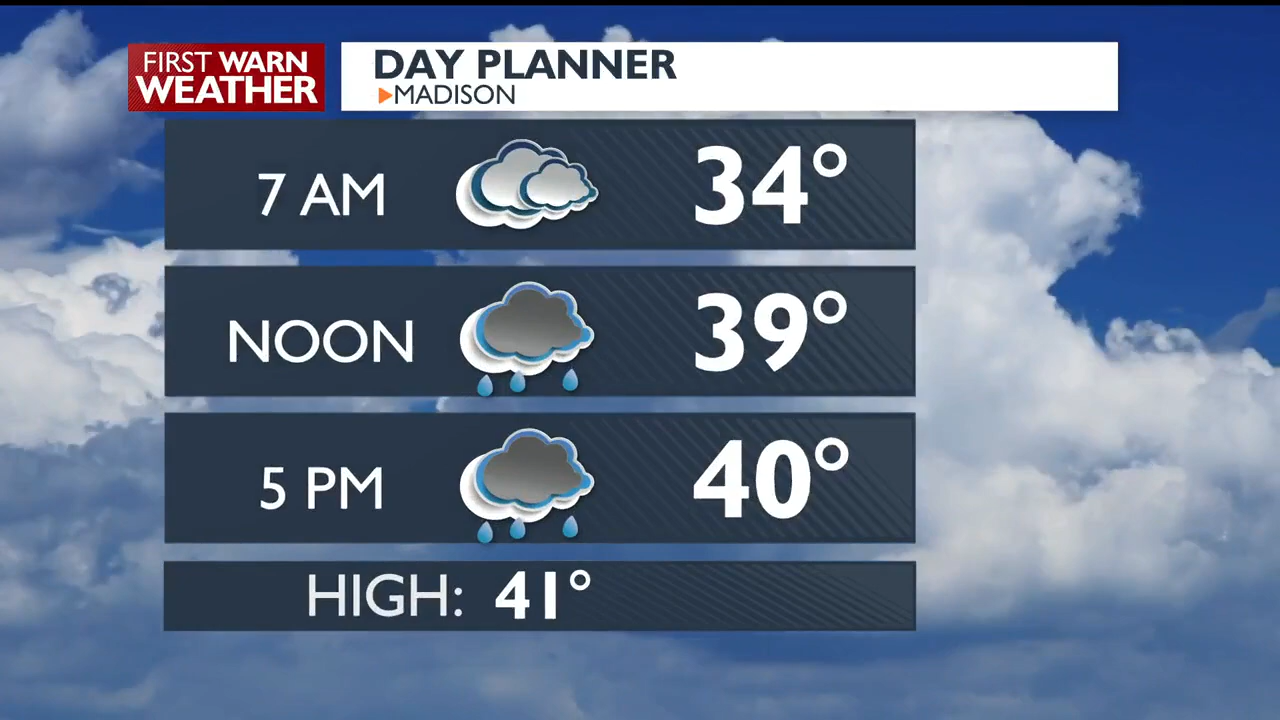 FIRST WARN
WEATHER
DAY PLANNER
MADISON
7 AM 34°
NOON 39°
5 PM 40°
HIGH: 41°